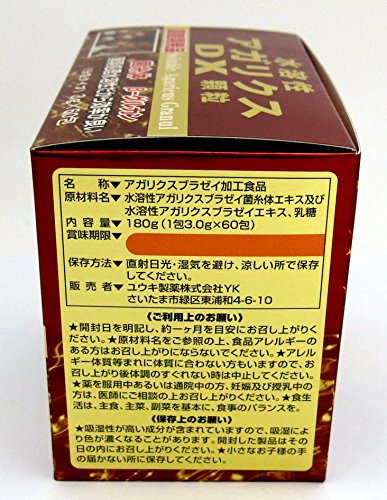 水溶性
アガリクス
DX 顆粒
Soluble Agaricus Granul
名　　称▼アガリクスブラゼイ加工食品
原材料名▼水溶性アガリクスブラゼイ菌糸体エキス及び
水溶性アガリクスブラゼイエキス、乳糖
内 容 量▼180g(1包3.0g×60包)
賞味期限▼
保存方法▼直射日光・湿気を避け、涼しい所で保存
してください。
販 売 者▼ユウキ製薬株式会社YK
さいたま市緑区東浦和4-6-10
《ご利用上のお願い》
★開封日を明記し、約一ヶ月を目安にお召し上がりく
ださい。★原材料名をご参照の上、食品アレルギーの
ある方はお召し上がりにならないでください。★アレル
ギー体質等まれに体質に合わない方もいますので、お
召し上がり後体調のすぐれない時は中止してください。
★薬を服用中あるいは通院中の方、妊娠及び授乳中の
方は、医師にご相談の上お召し上がりください。★食生
活は、主食、主菜、副菜を基本に、食事のバランスを。
《保存上のお願い》
★吸湿性が高い成分が含まれていますので、吸湿によ
り色が濃くなることがあります。開封した製品はその
日の内にお召し上がりください。★小さなお子様の手
の届かない所に保存してください。